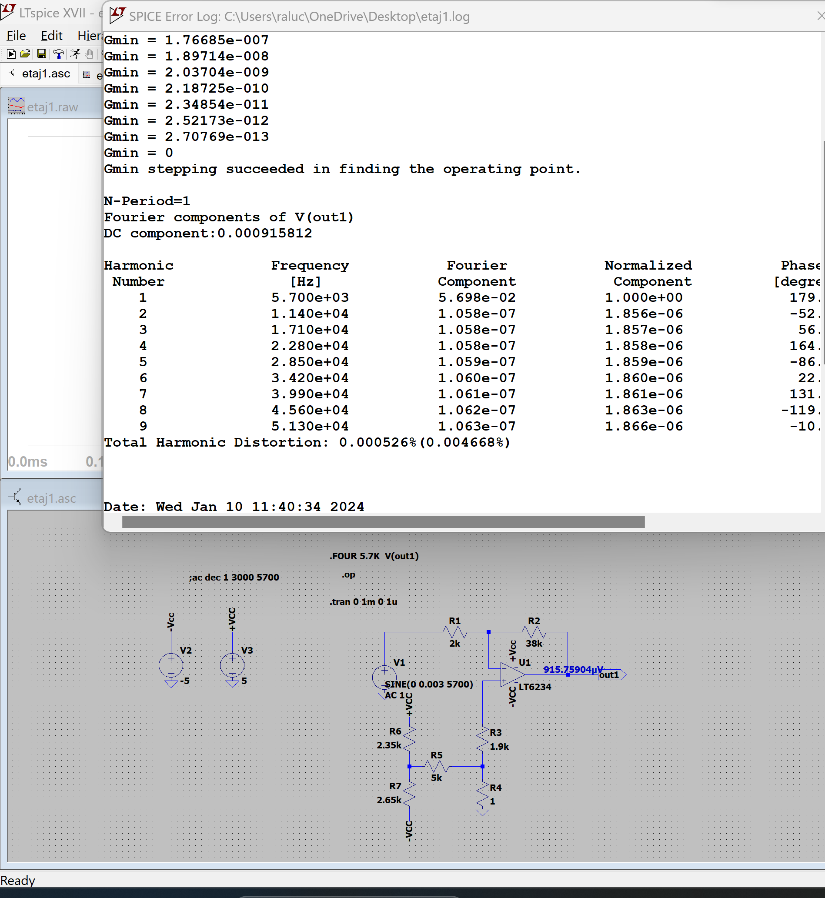 LTspice XVII - e
SPICE Error Log: C:\Users\raluc\OneDrive\Desktop\etaj1.log
File Edit Hier
etaj1.asc
etaj1.raw
Gmin = 1.76685e-007
Gmin = 1.89714e-008
Gmin = 2.03704e-009
Gmin = 2.18725e-010
Gmin = 2.34854e-011
Gmin = 2.52173e-012
Gmin = 2.70769e-013
Gmin = 0
Gmin stepping succeeded in finding the operating point.
N-Period=1
Fourier components of V(out1)
DC component:0.000915812
Harmonic Frequency Fourier Normalized Phase
Number [Hz] Component Component [degre
1 5.700e+03 5.698e-02 1.000e+00 179.
2 1.140e+04 1.058e-07 1.856e-06 -52.
3 1.710e+04 1.058e-07 1.857e-06 56.
4 2.280e+04 1.058e-07 1.858e-06 164.
5 2.850e+04 1.059e-07 1.859e-06 -86.
6 3.420e+04 1.060e-07 1.860e-06 22.
7 3.990e+04 1.061e-07 1.861e-06 131.
8 4.560e+04 1.062e-07 1.863e-06 -119.
9 5.130e+04 1.063e-07 1.866e-06 -10.
Total Harmonic Distortion: 0.000526%(0.004668%)
0.0ms 0.1
Date: Wed Jan 10 11:40:34 2024
etaj1.asc
.FOUR 5.7K V(out1)
;ac dec 1 3000 5700
.op
.tran 0 1m 0 1u
-Vcc
+VCC
R1
2k
R2
38k
V2
-5
V3
5
V1
SINE(0 0.003 5700)
AC 1
+Vcc
U1
LT6234
-VCC
915.75904µV
out1
+VCC
R6
2.35k
R3
1.9k
R5
5k
R7
2.65k
R4
1
-VCC
Ready